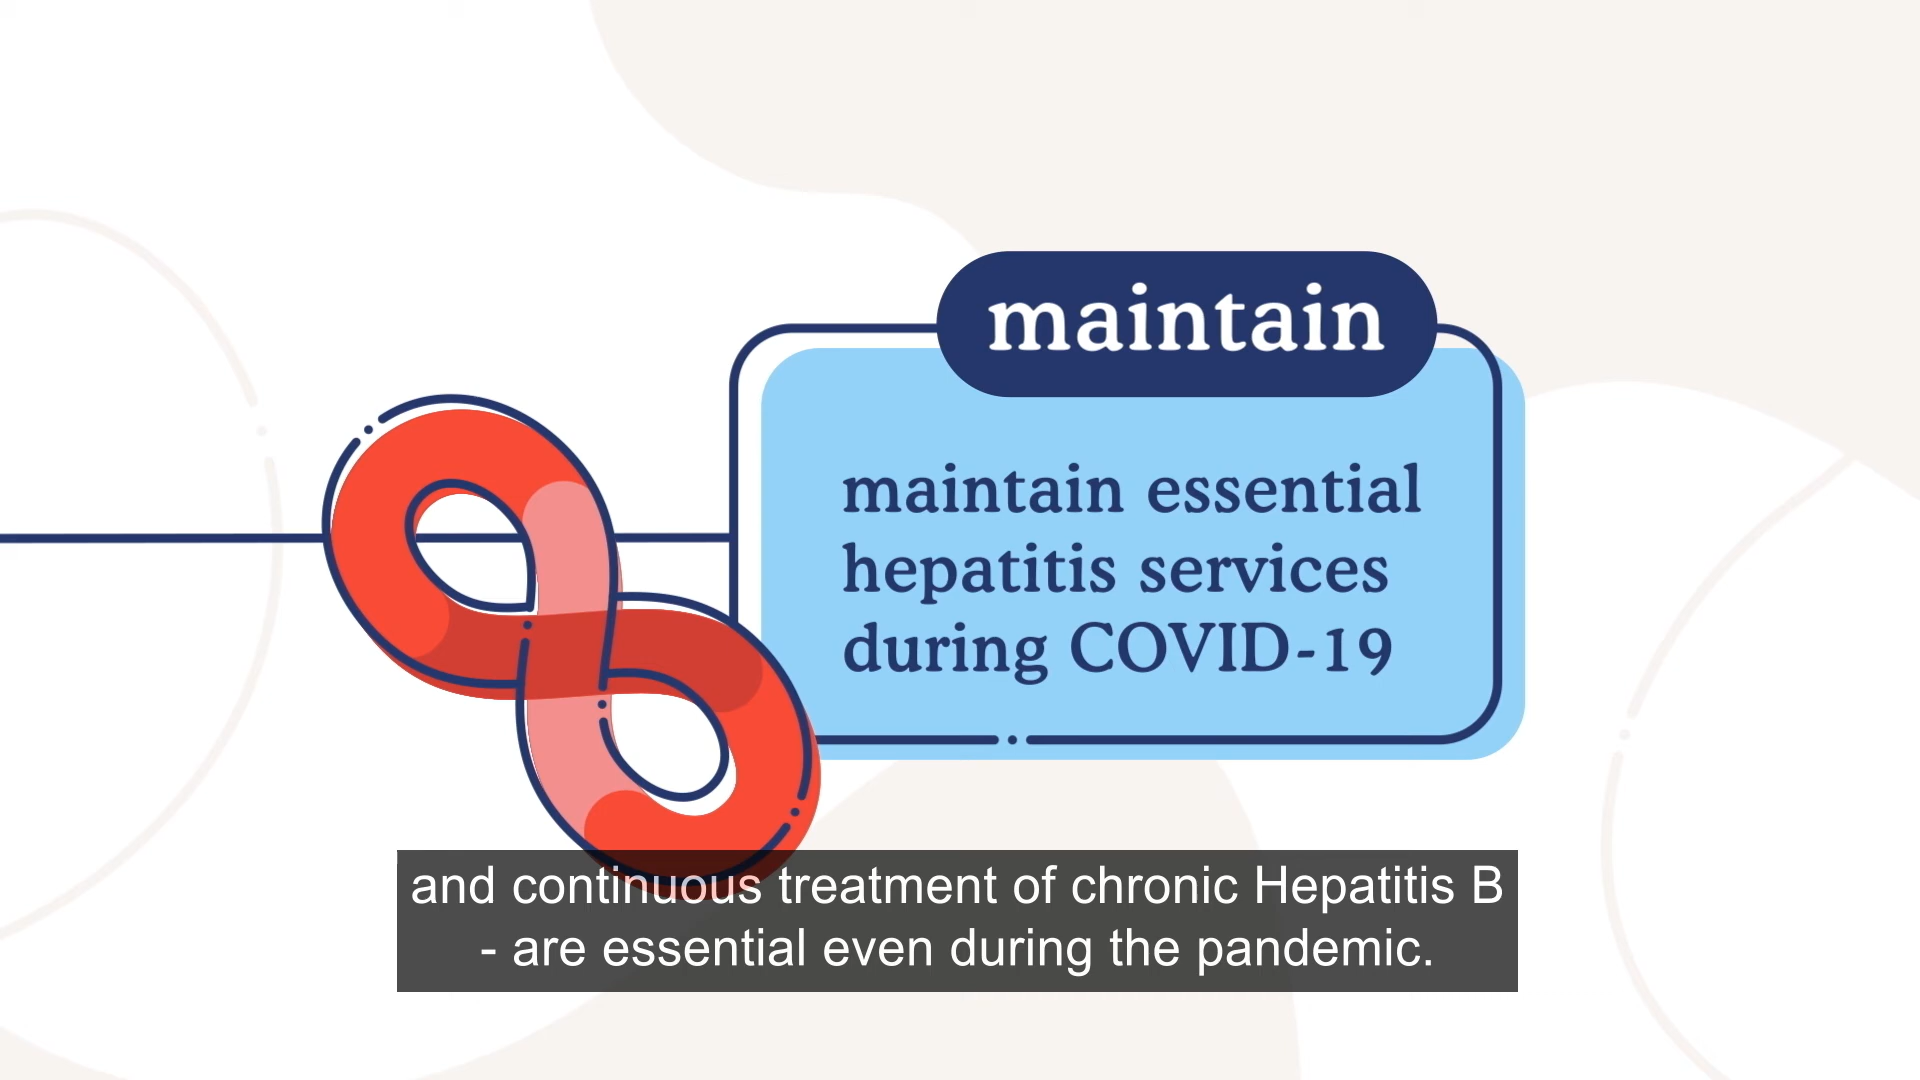 maintain
maintain essential
hepatitis services
during COVID-19
and continuous treatment of chronic Hepatitis B
- are essential even during the pandemic.